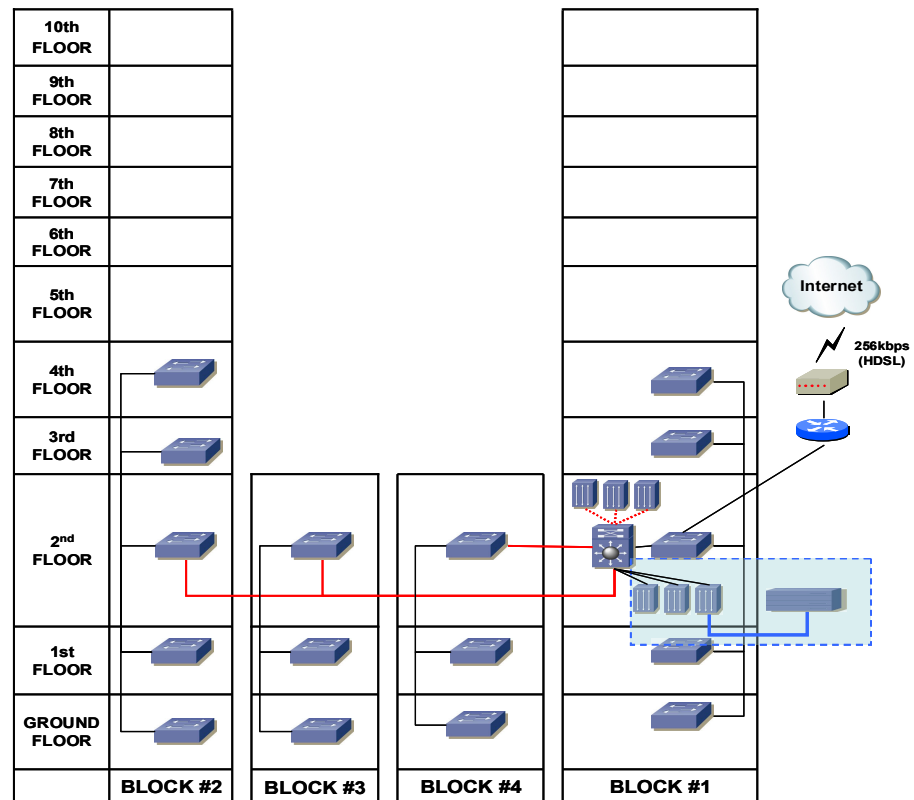 10th
FLOOR
9th
FLOOR
8th
FLOOR
7th
FLOOR
6th
FLOOR
5th
FLOOR
Internet
256kbps
(HDSL)
4th
FLOOR
3rd
FLOOR
2nd
FLOOR
1st
FLOOR
GROUND
FLOOR
BLOCK #2
BLOCK #3
BLOCK #4
BLOCK #1